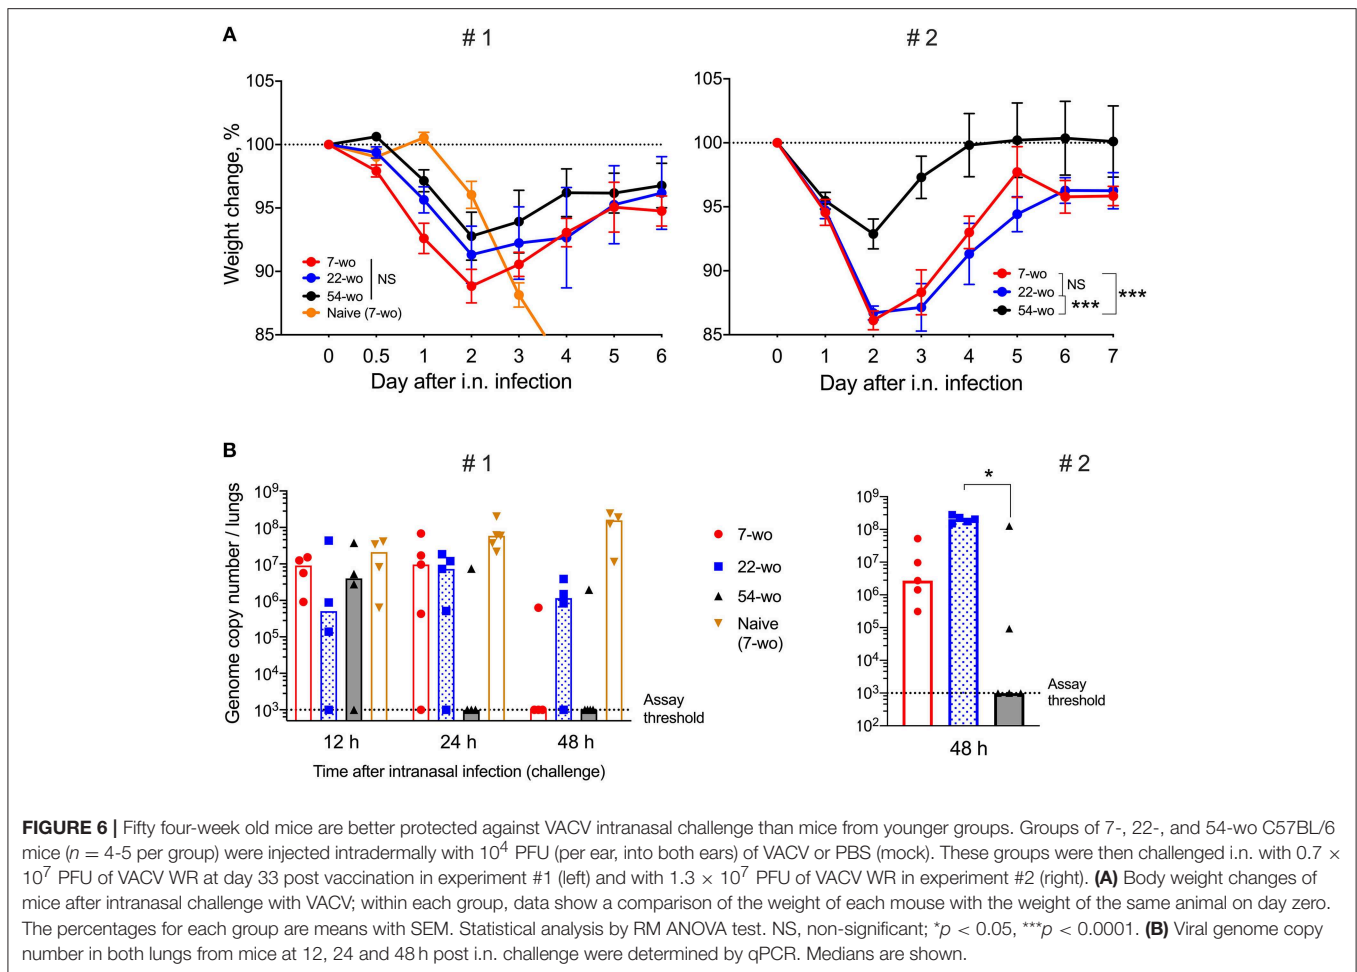 A
# 1
# 2
105
100
95
90
85
Weight change, %
7-wo
22-wo
54-wo
Naive (7-wo)
NS
0 0.5 1 2 3 4 5 6
Day after i.n. infection
105
100
95
90
85
7-wo
22-wo
54-wo
NS
***
***
0 1 2 3 4 5 6 7
Day after i.n. infection
B
# 1
# 2
Genome copy number / lungs
10⁹
10⁸
10⁷
10⁶
10⁵
10⁴
10³
Assay
threshold
12 h 24 h 48 h
Time after intranasal infection (challenge)
7-wo
22-wo
54-wo
Naive
(7-wo)
*
10⁹
10⁸
10⁷
10⁶
10⁵
10⁴
10³
10²
Assay
threshold
48 h
FIGURE 6 | Fifty four-week old mice are better protected against VACV intranasal challenge than mice from younger groups. Groups of 7-, 22-, and 54-wo C57BL/6
mice (n = 4-5 per group) were injected intradermally with 10⁴ PFU (per ear, into both ears) of VACV or PBS (mock). These groups were then challenged i.n. with 0.7 ×
10⁷ PFU of VACV WR at day 33 post vaccination in experiment #1 (left) and with 1.3 × 10⁷ PFU of VACV WR in experiment #2 (right). (A) Body weight changes of
mice after intranasal challenge with VACV; within each group, data show a comparison of the weight of each mouse with the weight of the same animal on day zero.
The percentages for each group are means with SEM. Statistical analysis by RM ANOVA test. NS, non-significant; *p < 0.05, ***p < 0.0001. (B) Viral genome copy
number in both lungs from mice at 12, 24 and 48 h post i.n. challenge were determined by qPCR. Medians are shown.